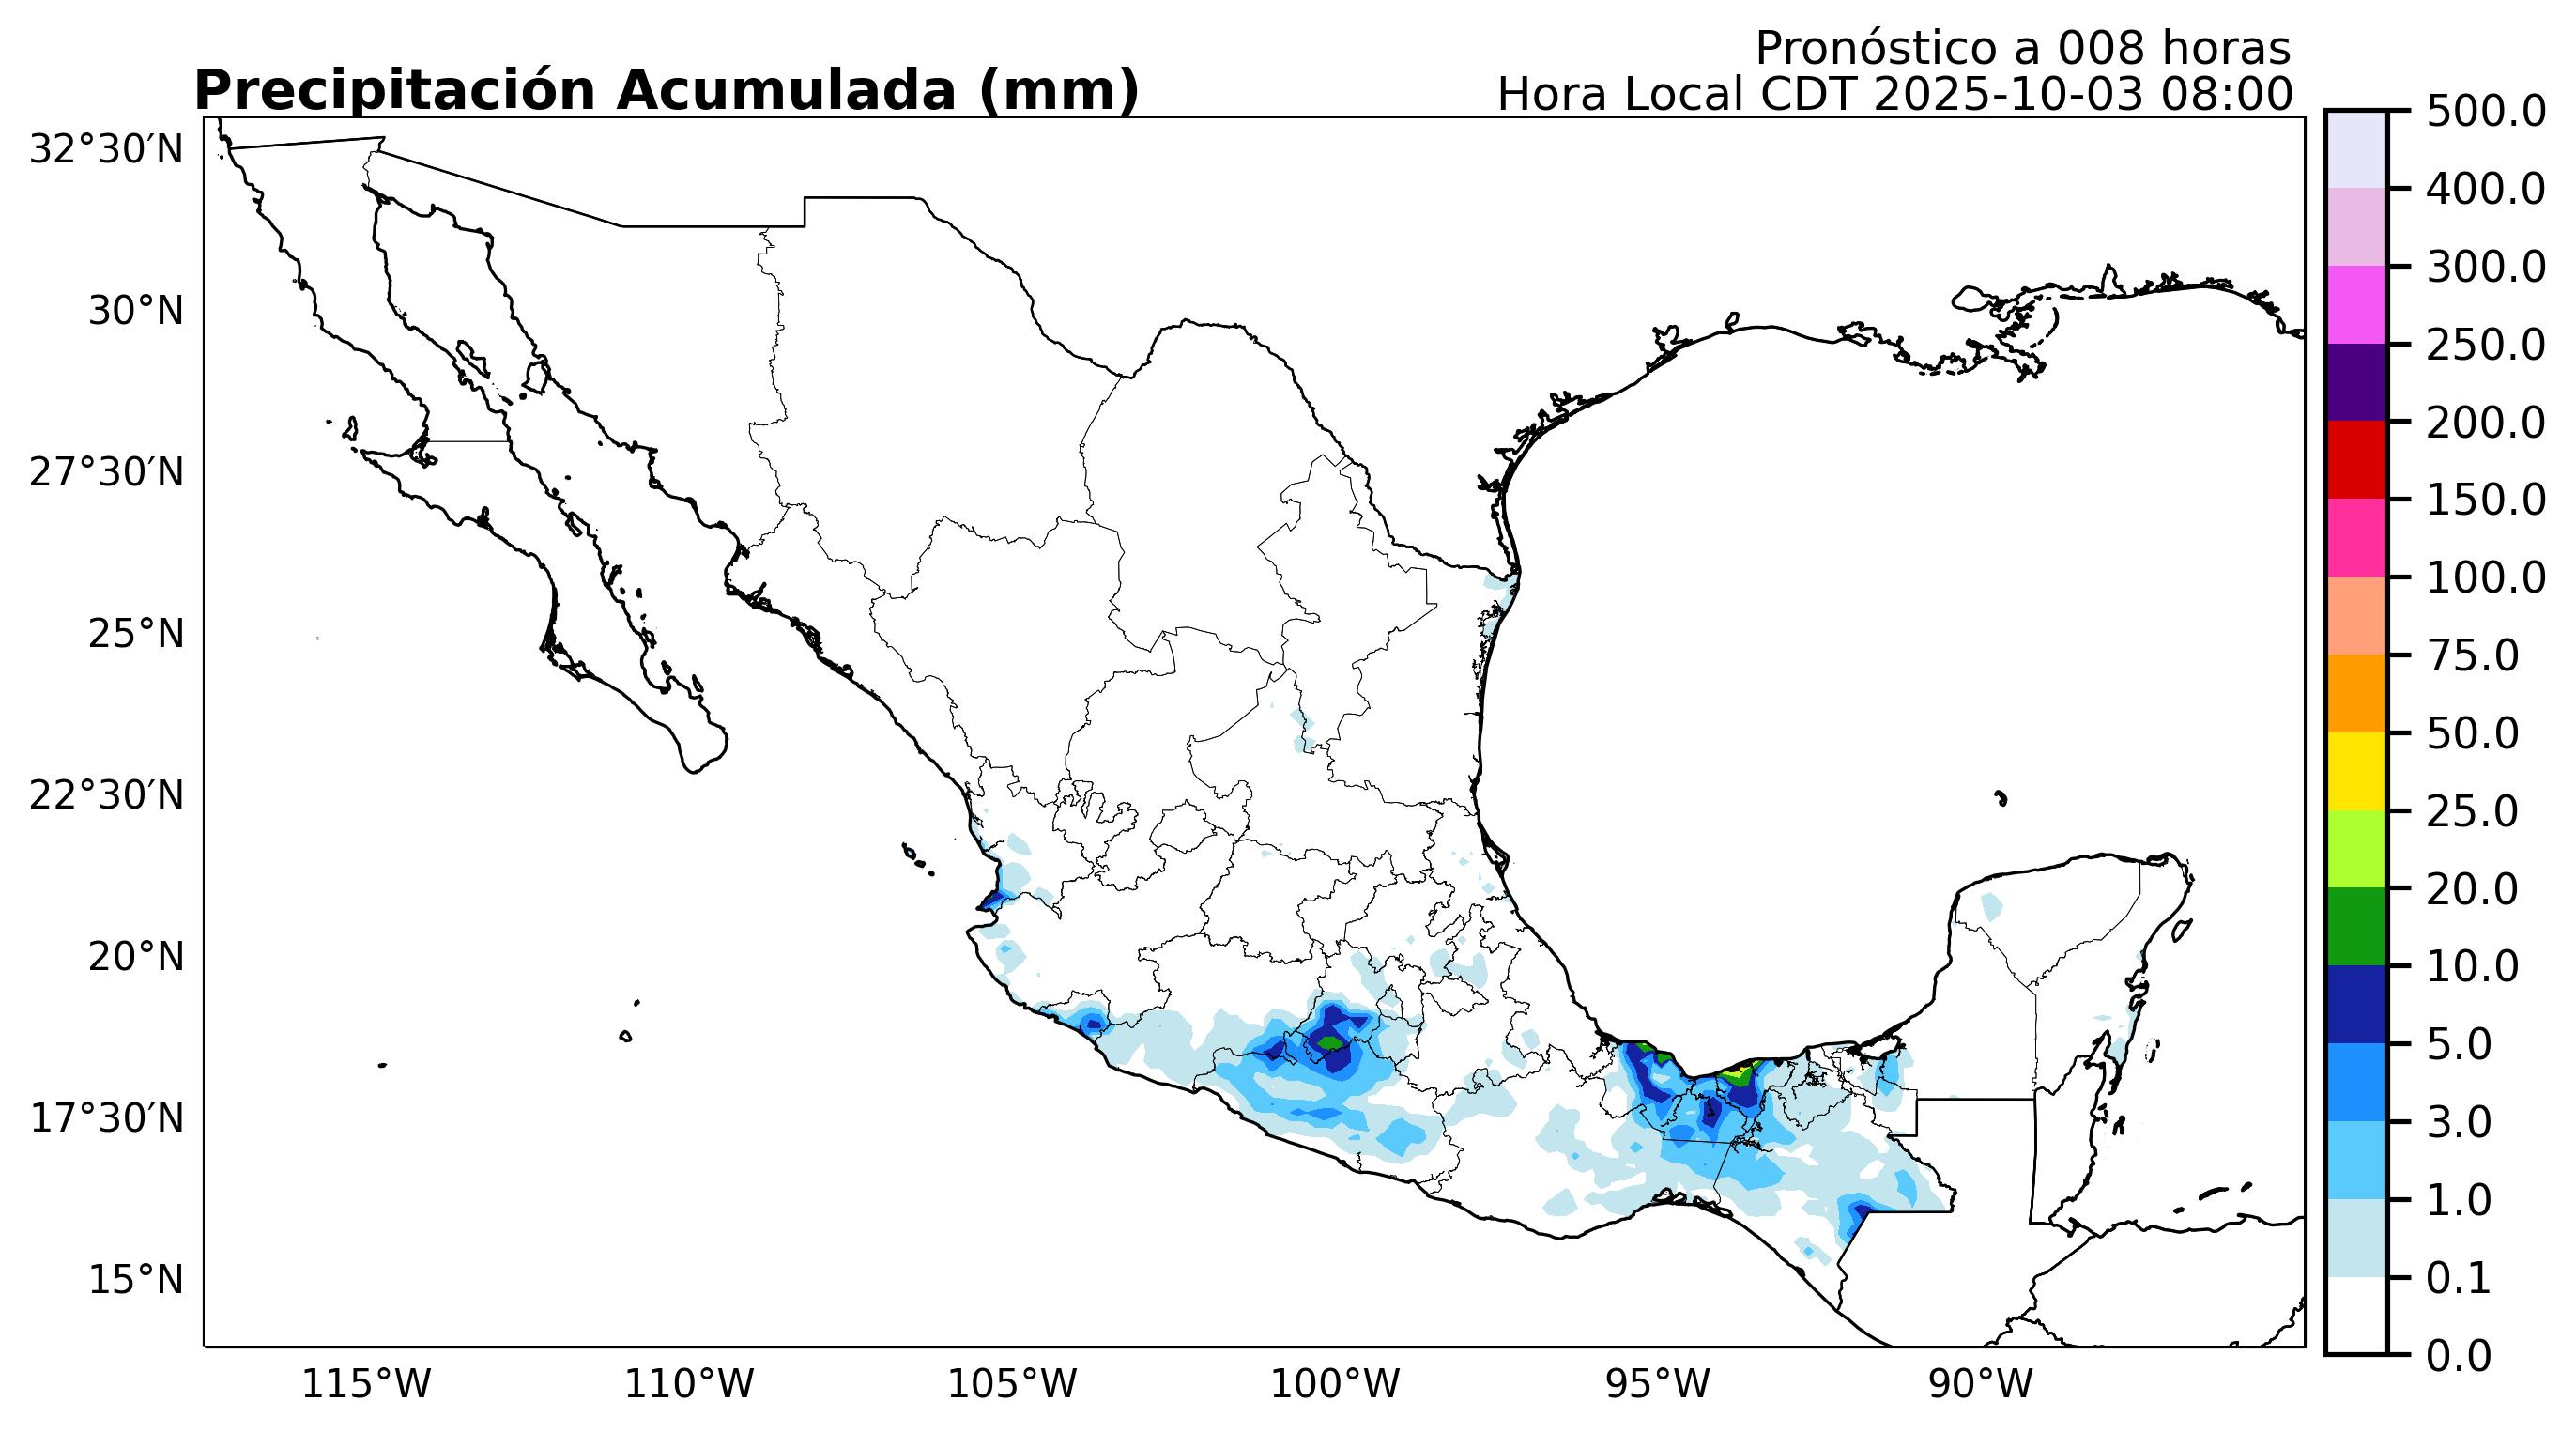 Pronóstico a 008 horas
Precipitación Acumulada (mm)
Hora Local CDT 2025-10-03 08:00
32°30′N
30°N
27°30′N
25°N
22°30′N
20°N
17°30′N
15°N
115°W
110°W
105°W
100°W
95°W
90°W
500.0
400.0
300.0
250.0
200.0
150.0
100.0
75.0
50.0
25.0
20.0
10.0
5.0
3.0
1.0
0.1
0.0